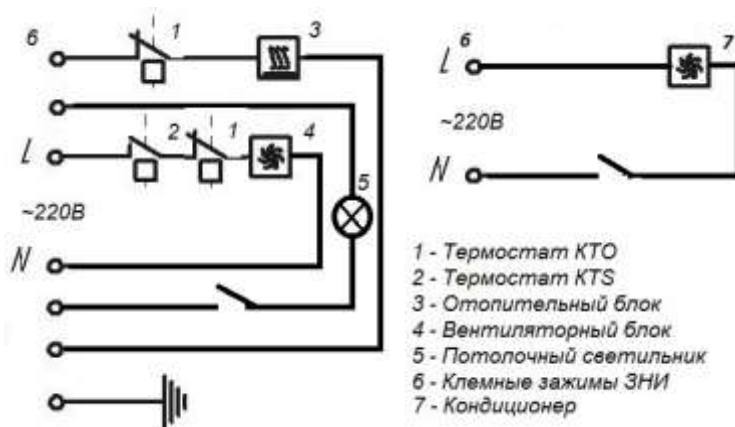 6 1 3
L 2 1 4
5
~220В
N
6 7
L
~220В
N
1 - Термостат КТО
2 - Термостат KTS
3 - Отопительный блок
4 - Вентиляторный блок
5 - Потолочный светильник
6 - Клемные зажимы ЗНИ
7 - Кондиционер